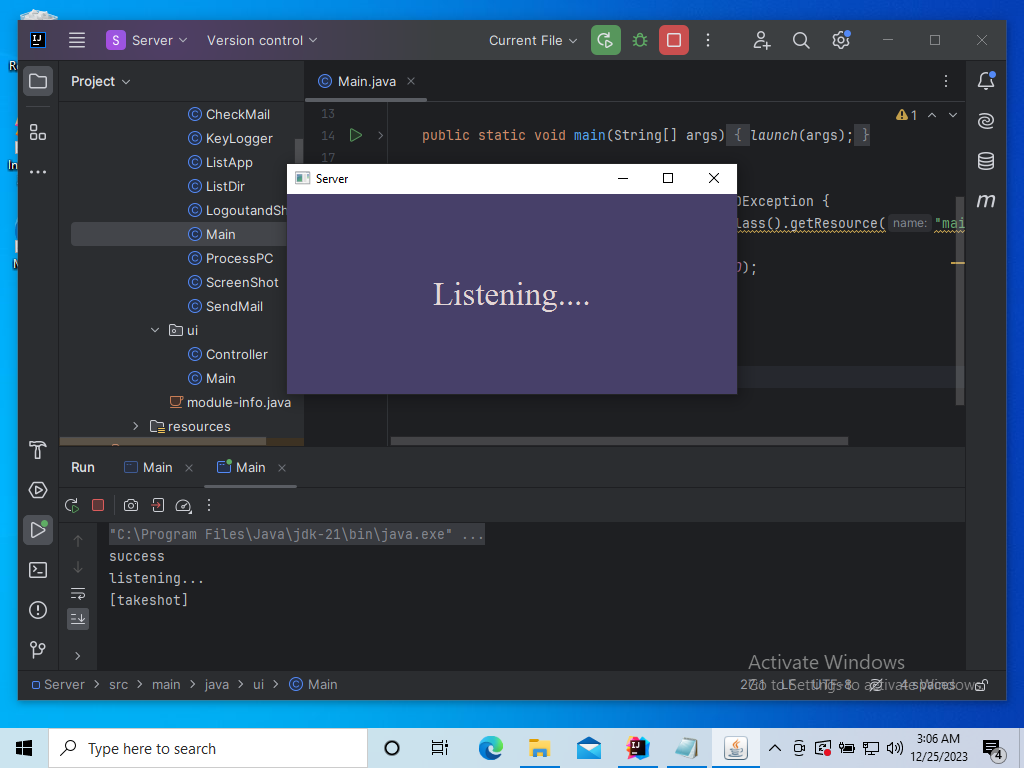 Server
Version control
Current File
Project
Main.java
CheckMail
KeyLogger
ListApp
ListDir
LogoutandSh
Main
ProcessPC
ScreenShot
SendMail
ui
Controller
Main
module-info.java
resources
13
14 public static void main(String[] args) { launch(args); }
17
1
Exception {
lass().getResource( name: "mai
);
Server
Listening....
Run
Main
Main
"C:\Program Files\Java\jdk-21\bin\java.exe" ...
success
listening...
[takeshot]
Activate Windows
Go to Settings to activate Windows.
Server > src > main > java > ui > Main
27:1 LF UTF-8 4 spaces
Type here to search
3:06 AM
12/25/2023
4